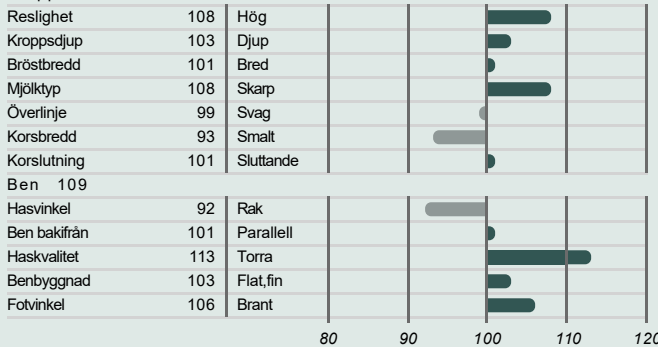 Reslighet 108 Hög
Kroppsdjup 103 Djup
Bröstbredd 101 Bred
Mjölktyp 108 Skarp
Överlinje 99 Svag
Korsbredd 93 Smalt
Korslutning 101 Sluttande
Ben 109
Hasvinkel 92 Rak
Ben bakifrån 101 Parallell
Haskvalitet 113 Torra
Benbyggnad 103 Flat,fin
Fotvinkel 106 Brant
80 90 100 110 120